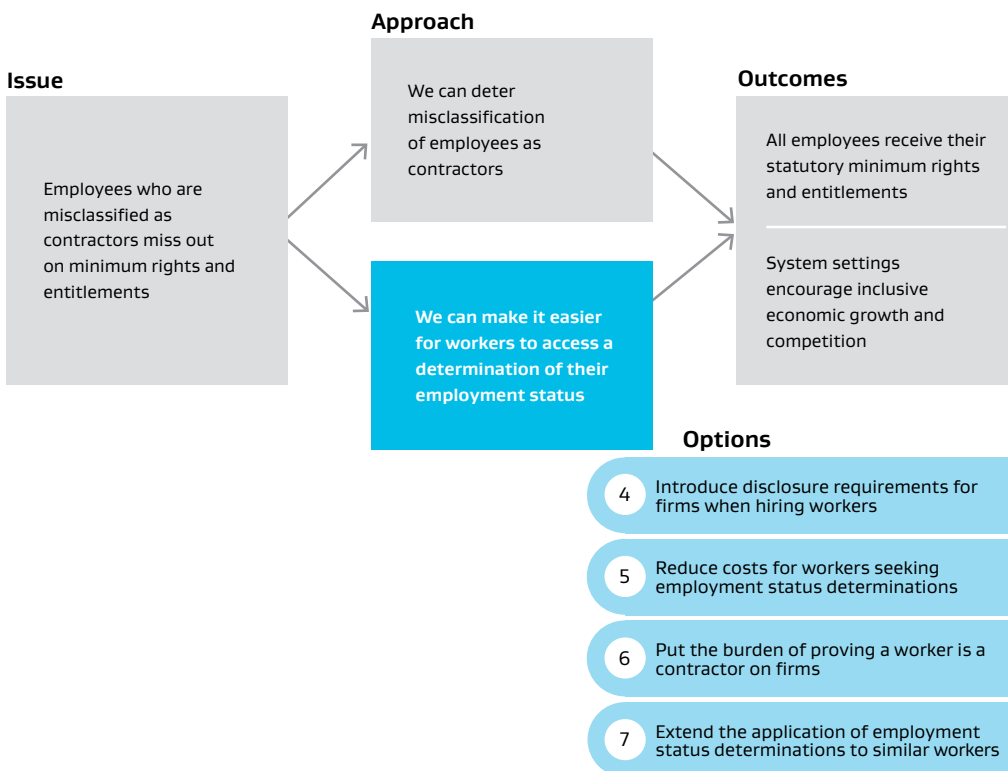 Issue
Employees who are
misclassified as
contractors miss out
on minimum rights and
entitlements
Approach
We can deter
misclassification
of employees as
contractors
We can make it easier
for workers to access a
determination of their
employment status
Outcomes
All employees receive their
statutory minimum rights
and entitlements
System settings
encourage inclusive
economic growth and
competition
Options
4 Introduce disclosure requirements for
firms when hiring workers
5 Reduce costs for workers seeking
employment status determinations
6 Put the burden of proving a worker is a
contractor on firms
7 Extend the application of employment
status determinations to similar workers